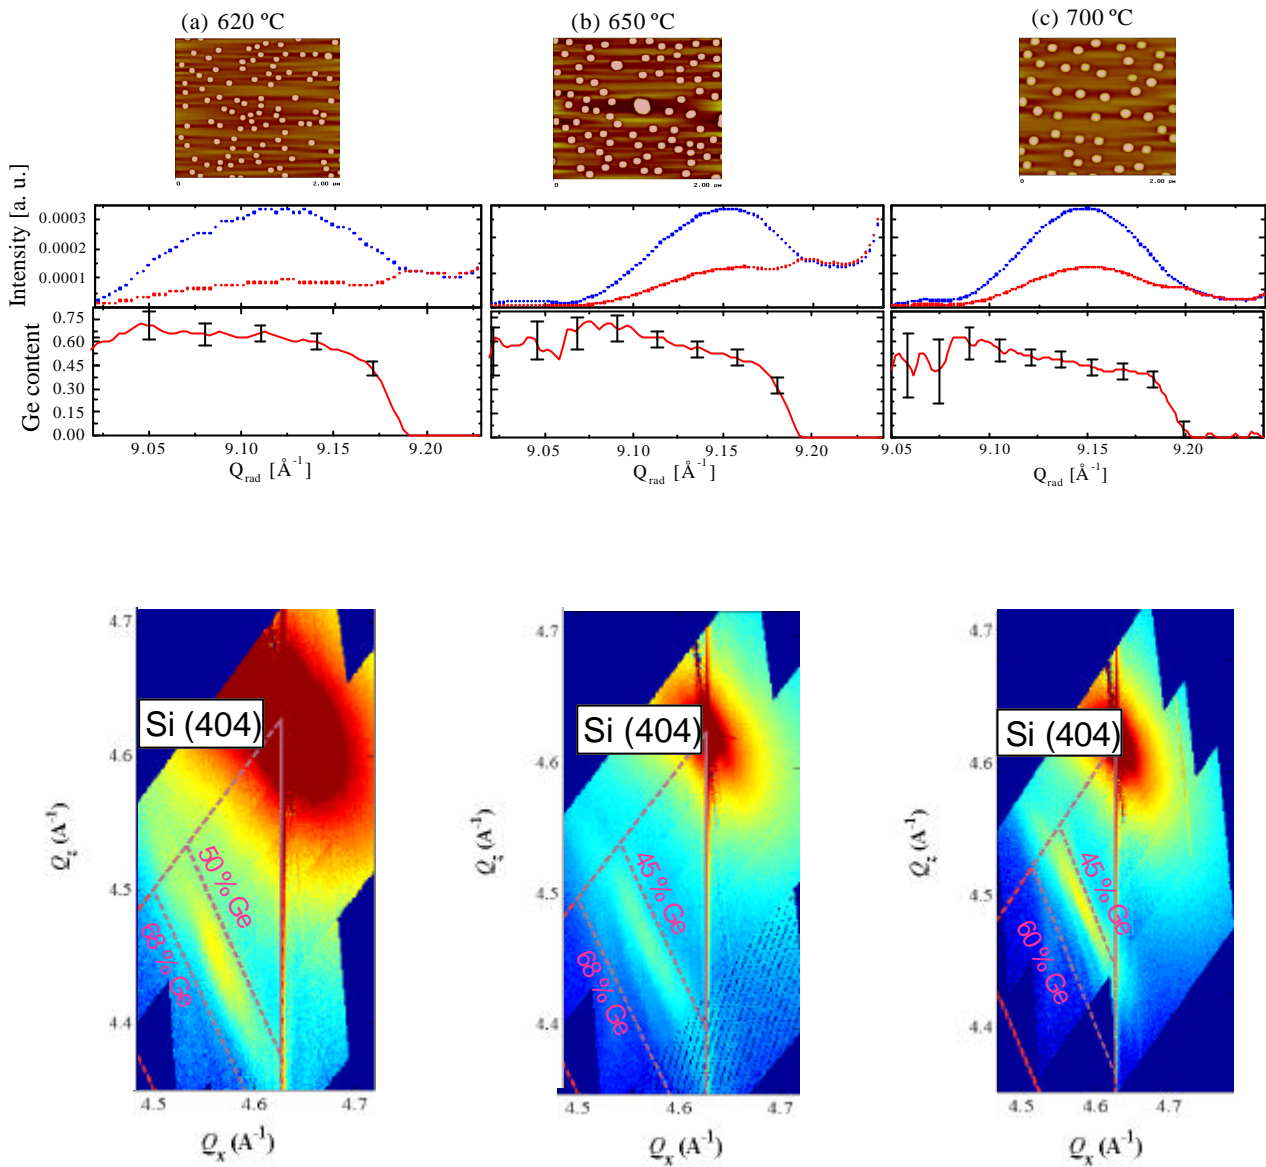 (a) 620 ºC
(b) 650 ºC
(c) 700 ºC
0 2.00 µm
0 2.00 µm
0 2.00 µm
Intensity [a. u.]
0.0003
0.0002
0.0001
Ge content
0.75
0.60
0.45
0.30
0.15
0.00
9.05 9.10 9.15 9.20
9.05 9.10 9.15 9.20
9.05 9.10 9.15 9.20
Qrad [Å-1]
Qrad [Å-1]
Qrad [Å-1]
4.7
4.6
4.5
4.4
Qz (A-1)
Si (404)
50 % Ge
68 % Ge
4.5 4.6 4.7
Qx (A-1)
4.7
4.6
4.5
4.4
Qz (A-1)
Si (404)
45 % Ge
68 % Ge
4.5 4.6 4.7
Qx (A-1)
4.7
4.6
4.5
4.4
Qz (A-1)
Si (404)
45 % Ge
60 % Ge
4.5 4.6 4.7
Qx (A-1)